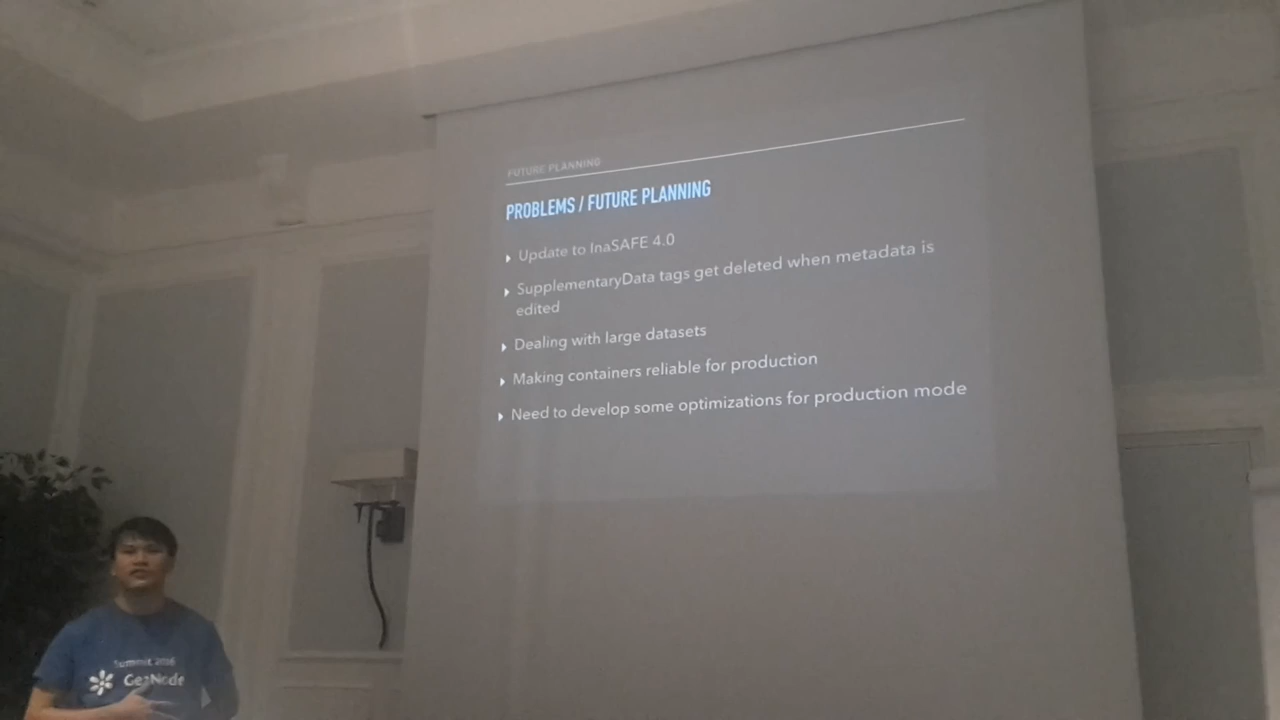 FUTURE PLANNING
PROBLEMS / FUTURE PLANNING
Update to InaSAFE 4.0
SupplementaryData tags get deleted when metadata is
edited
Dealing with large datasets
Making containers reliable for production
Need to develop some optimizations for production mode
Summit 2016
GeoNode